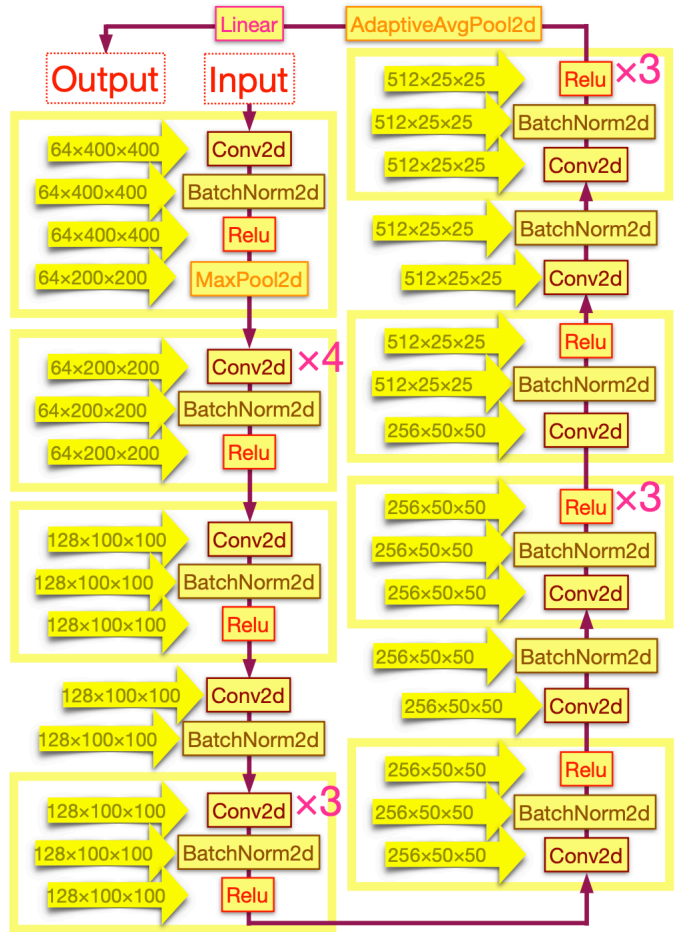 Linear
AdaptiveAvgPool2d
Output
Input
64×400×400
Conv2d
64×400×400
BatchNorm2d
64×400×400
Relu
64×200×200
MaxPool2d
64×200×200
Conv2d
×4
64×200×200
BatchNorm2d
64×200×200
Relu
128×100×100
Conv2d
128×100×100
BatchNorm2d
128×100×100
Relu
128×100×100
Conv2d
128×100×100
BatchNorm2d
128×100×100
Conv2d
×3
128×100×100
BatchNorm2d
128×100×100
Relu
512×25×25
Relu
×3
512×25×25
BatchNorm2d
512×25×25
Conv2d
512×25×25
BatchNorm2d
512×25×25
Conv2d
512×25×25
Relu
512×25×25
BatchNorm2d
256×50×50
Conv2d
256×50×50
Relu
×3
256×50×50
BatchNorm2d
256×50×50
Conv2d
256×50×50
BatchNorm2d
256×50×50
Conv2d
256×50×50
Relu
256×50×50
BatchNorm2d
256×50×50
Conv2d